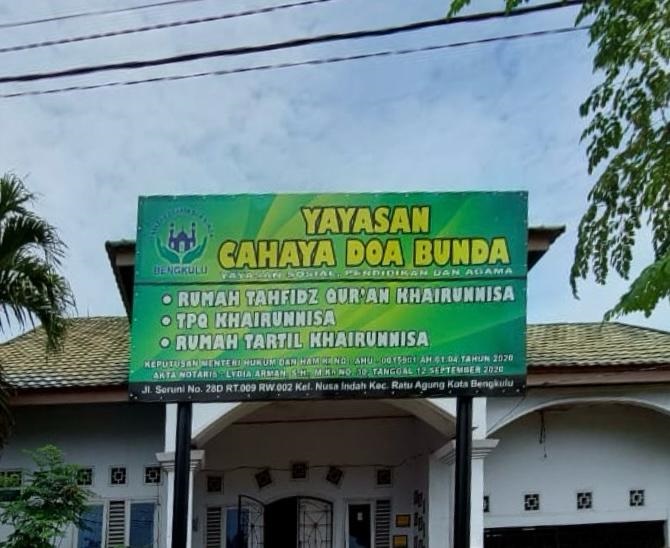 BENGKULU
YAYASAN
CAHAYA DOA BUNDA
YAYASAN SOSIAL, PENDIDIKAN DAN AGAMA
• RUMAH TAHFIDZ QUR'AN KHAIRUNNISA
• TPQ KHAIRUNNISA
• RUMAH TARTIL KHAIRUNNISA
KEPUTUSAN MENTERI HUKUM DAN HAM RI NO. AHU - 0015901.AH.01.04 TAHUN 2020
AKTA NOTARIS - LYDIA ARMAN, S.H., M.Kn NO. 10, TANGGAL 12 SEPTEMBER 2020
Jl. Seruni No. 28D RT.009 RW.002 Kel. Nusa Indah Kec. Ratu Agung Kota Bengkulu